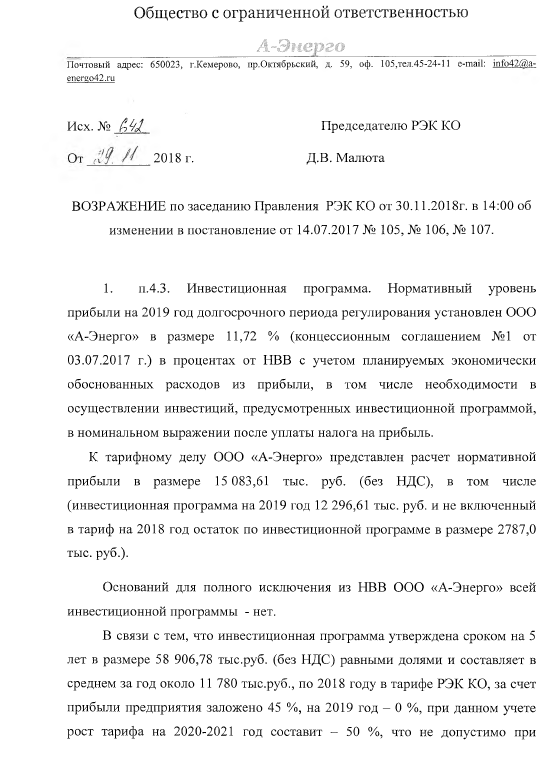 Общество с ограниченной ответственностью
А-Энерго
Почтовый адрес: 650023, г.Кемерово, пр.Октябрьский, д. 59, оф. 105,тел.45-24-11 e-mail: info42@a-
energo42.ru
Исх. № 642 Председателю РЭК КО
От 29.11 2018 г. Д.В. Малюта
ВОЗРАЖЕНИЕ по заседанию Правления РЭК КО от 30.11.2018г. в 14:00 об
изменении в постановление от 14.07.2017 № 105, № 106, № 107.
1. п.4.3. Инвестиционная программа. Нормативный уровень
прибыли на 2019 год долгосрочного периода регулирования установлен ООО
«А-Энерго» в размере 11,72 % (концессионным соглашением №1 от
03.07.2017 г.) в процентах от НВВ с учетом планируемых экономически
обоснованных расходов из прибыли, в том числе необходимости в
осуществлении инвестиций, предусмотренных инвестиционной программой,
в номинальном выражении после уплаты налога на прибыль.
К тарифному делу ООО «А-Энерго» представлен расчет нормативной
прибыли в размере 15 083,61 тыс. руб. (без НДС), в том числе
(инвестиционная программа на 2019 год 12 296,61 тыс. руб. и не включенный
в тариф на 2018 год остаток по инвестиционной программе в размере 2787,0
тыс. руб.).
Оснований для полного исключения из НВВ ООО «А-Энерго» всей
инвестиционной программы - нет.
В связи с тем, что инвестиционная программа утверждена сроком на 5
лет в размере 58 906,78 тыс.руб. (без НДС) равными долями и составляет в
среднем за год около 11 780 тыс.руб., по 2018 году в тарифе РЭК КО, за счет
прибыли предприятия заложено 45 %, на 2019 год – 0 %, при данном учете
рост тарифа на 2020-2021 год составит – 50 %, что не допустимо при